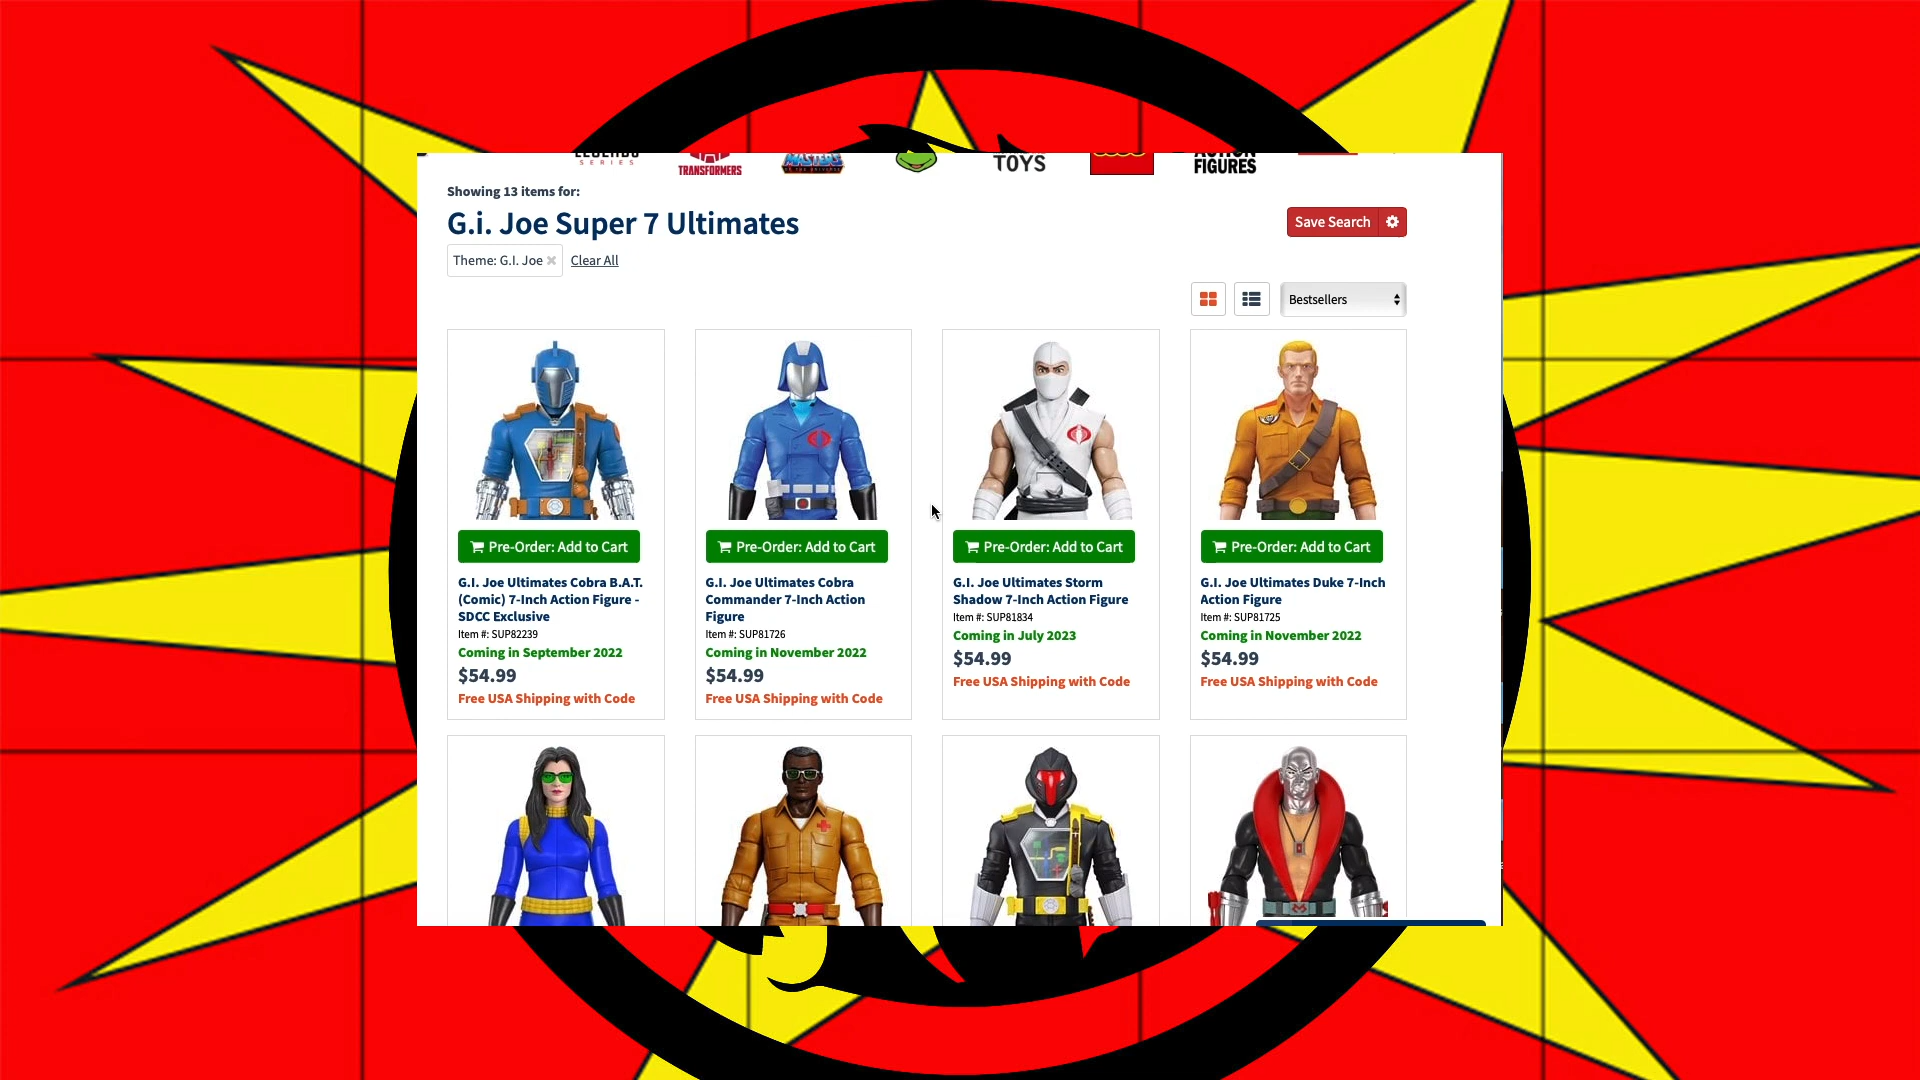 SERIES
TRANSFORMERS
MASTERS
TOYS
ACTION
FIGURES
Showing 13 items for:
G.i. Joe Super 7 Ultimates
Save Search
Theme: G.I. Joe
Clear All
Bestsellers
Pre-Order: Add to Cart
G.I. Joe Ultimates Cobra B.A.T.
(Comic) 7-Inch Action Figure -
SDCC Exclusive
Item #: SUP82239
Coming in September 2022
$54.99
Free USA Shipping with Code
Pre-Order: Add to Cart
G.I. Joe Ultimates Cobra
Commander 7-Inch Action
Figure
Item #: SUP81726
Coming in November 2022
$54.99
Free USA Shipping with Code
Pre-Order: Add to Cart
G.I. Joe Ultimates Storm
Shadow 7-Inch Action Figure
Item #: SUP81834
Coming in July 2023
$54.99
Free USA Shipping with Code
Pre-Order: Add to Cart
G.I. Joe Ultimates Duke 7-Inch
Action Figure
Item #: SUP81725
Coming in November 2022
$54.99
Free USA Shipping with Code